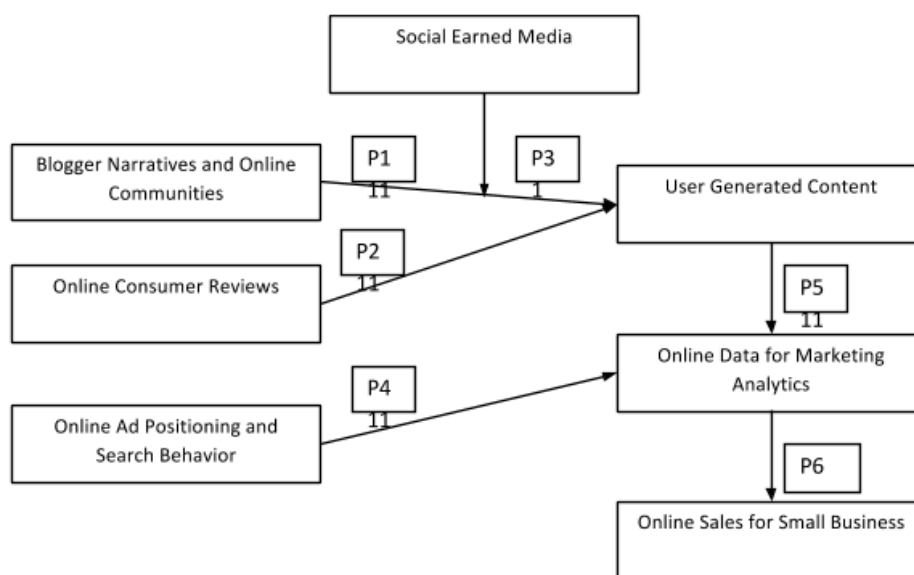 Social Earned Media
P1
11
P3
1
Blogger Narratives and Online
Communities
User Generated Content
P2
11
Online Consumer Reviews
P5
11
Online Data for Marketing
Analytics
P4
11
Online Ad Positioning and
Search Behavior
P6
Online Sales for Small Business